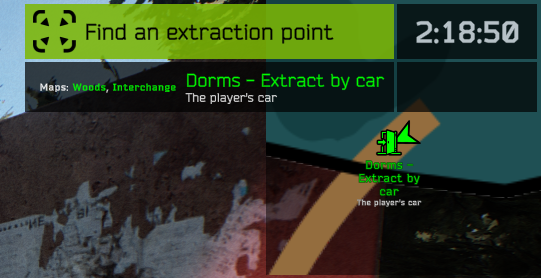 Find an extraction point
2:18:50
Maps: Woods, Interchange
Dorms - Extract by car
The player's car
Dorms -
Extract by
car
The player's car